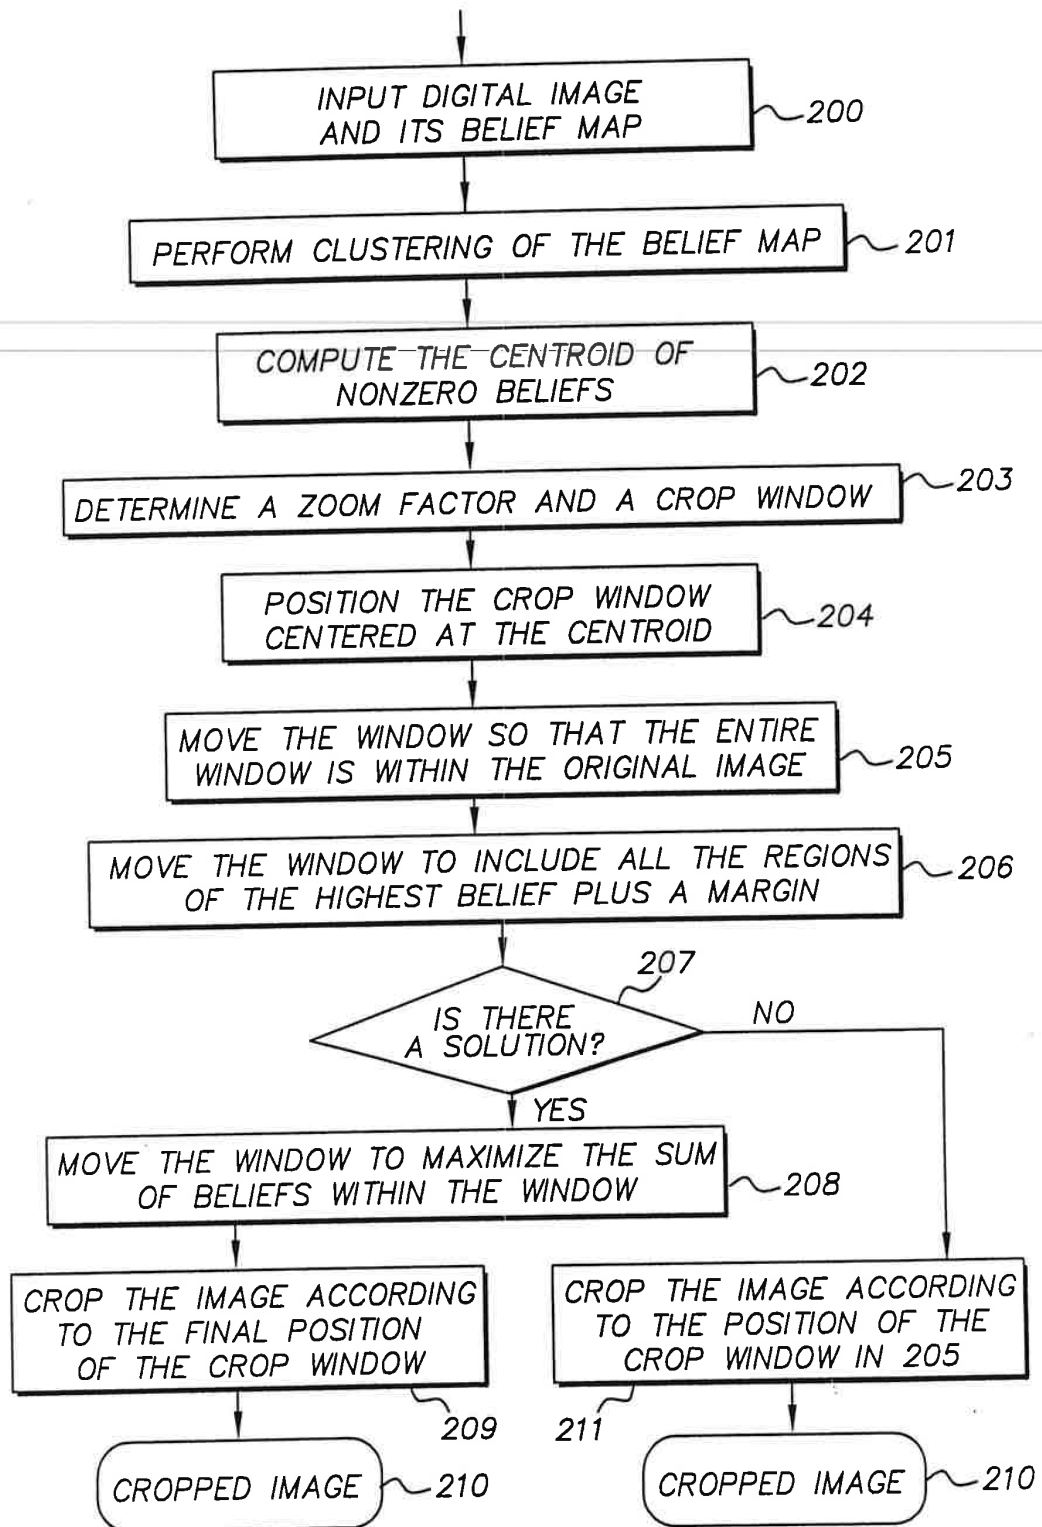 INPUT DIGITAL IMAGE
AND ITS BELIEF MAP
200
PERFORM CLUSTERING OF THE BELIEF MAP
201
COMPUTE THE CENTROID OF
NONZERO BELIEFS
202
DETERMINE A ZOOM FACTOR AND A CROP WINDOW
203
POSITION THE CROP WINDOW
CENTERED AT THE CENTROID
204
MOVE THE WINDOW SO THAT THE ENTIRE
WINDOW IS WITHIN THE ORIGINAL IMAGE
205
MOVE THE WINDOW TO INCLUDE ALL THE REGIONS
OF THE HIGHEST BELIEF PLUS A MARGIN
206
207
IS THERE
A SOLUTION?
NO
YES
MOVE THE WINDOW TO MAXIMIZE THE SUM
OF BELIEFS WITHIN THE WINDOW
208
CROP THE IMAGE ACCORDING
TO THE FINAL POSITION
OF THE CROP WINDOW
209
CROP THE IMAGE ACCORDING
TO THE POSITION OF THE
CROP WINDOW IN 205
211
CROPPED IMAGE
210
CROPPED IMAGE
210